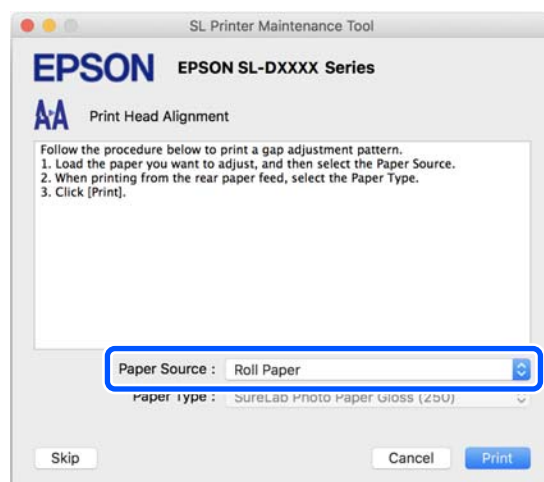 SL Printer Maintenance Tool
EPSON EPSON SL-DXXXX Series
Print Head Alignment
Follow the procedure below to print a gap adjustment pattern.
1. Load the paper you want to adjust, and then select the Paper Source.
2. When printing from the rear paper feed, select the Paper Type.
3. Click [Print].
Paper Source : Roll Paper
Paper Type : SureLab Photo Paper Gloss (250)
Skip Cancel Print